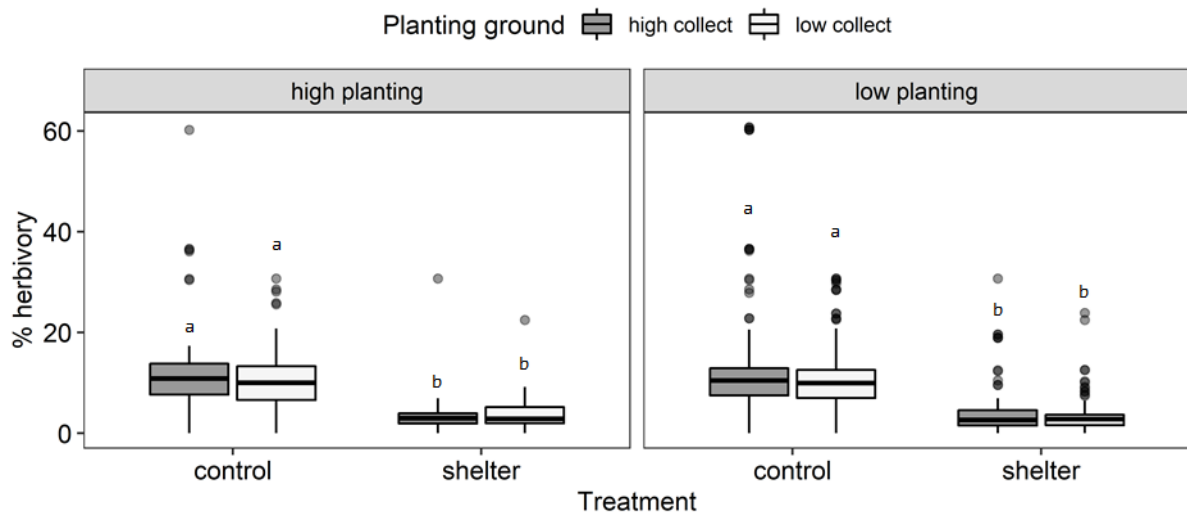 Planting ground high collect low collect
high planting
low planting
% herbivory
60
40
20
0
a
a
b
b
a
a
b
b
control
shelter
control
shelter
Treatment